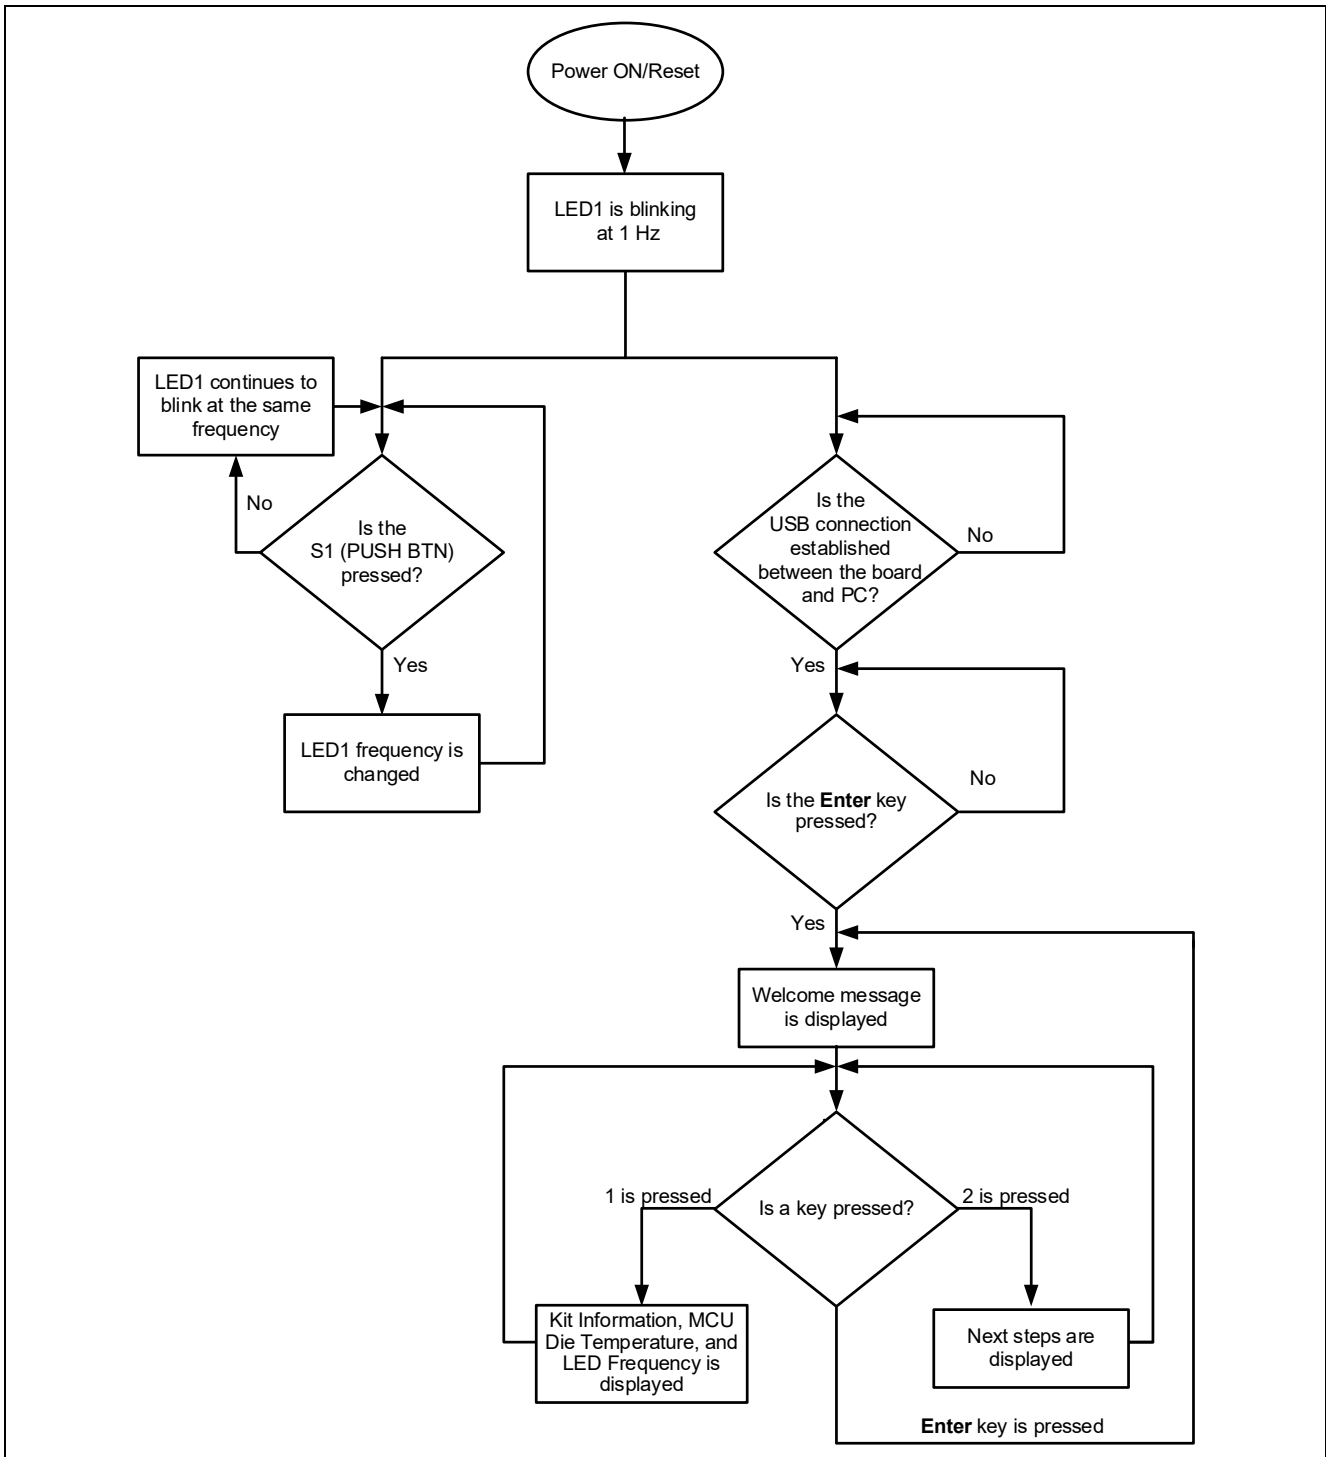 Power ON/Reset
LED1 is blinking
at 1 Hz
LED1 continues to
blink at the same
frequency
No
Is the
S1 (PUSH BTN)
pressed?
Yes
LED1 frequency is
changed
Is the
USB connection
established
between the board
and PC?
No
Yes
Is the Enter key
pressed?
No
Yes
Welcome message
is displayed
Is a key pressed?
1 is pressed
2 is pressed
Kit Information, MCU
Die Temperature, and
LED Frequency is
displayed
Next steps are
displayed
Enter key is pressed